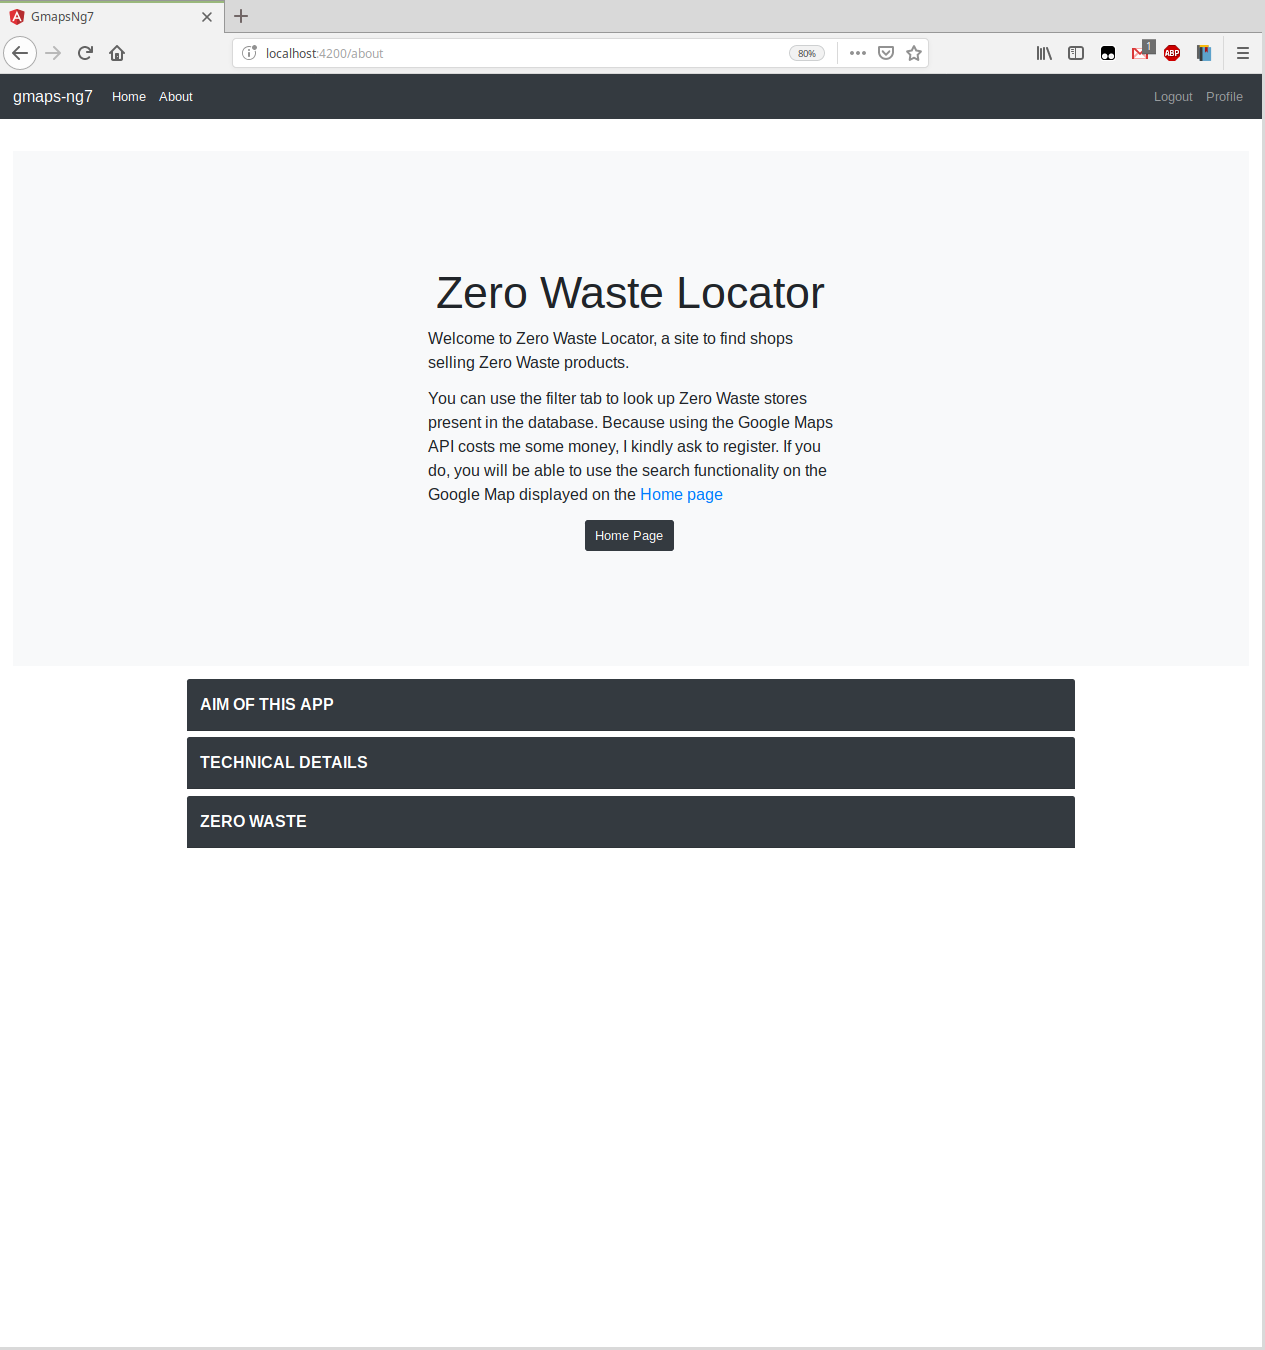 GmapsNg7
localhost:4200/about
80%
1
ABP
gmaps-ng7 Home About Logout Profile
Zero Waste Locator
Welcome to Zero Waste Locator, a site to find shops
selling Zero Waste products.
You can use the filter tab to look up Zero Waste stores
present in the database. Because using the Google Maps
API costs me some money, I kindly ask to register. If you
do, you will be able to use the search functionality on the
Google Map displayed on the Home page
Home Page
AIM OF THIS APP
TECHNICAL DETAILS
ZERO WASTE